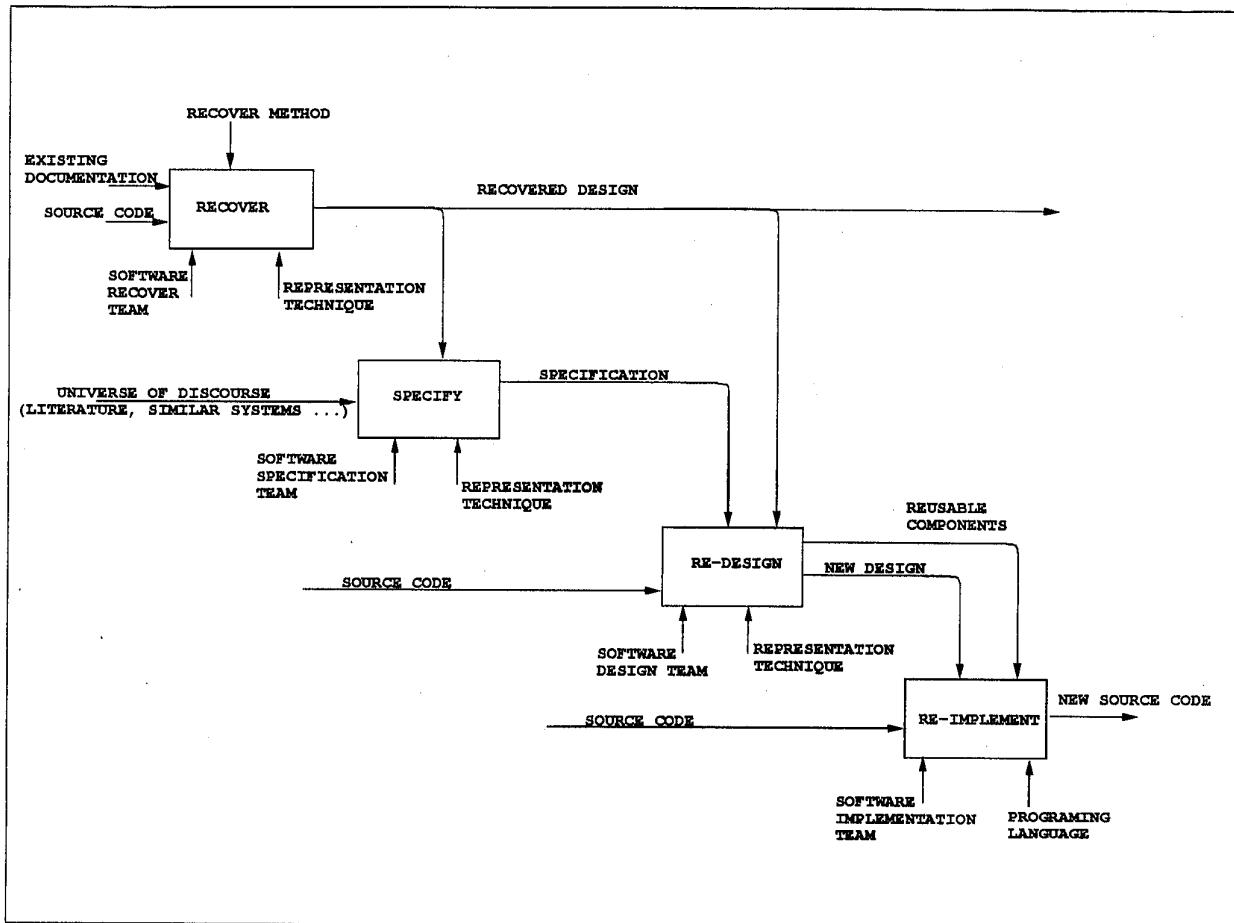 RECOVER METHOD
EXISTING
DOCUMENTATION
SOURCE CODE
RECOVER
RECOVERED DESIGN
SOFTWARE
RECOVER
TEAM
REPRESENTATION
TECHNIQUE
UNIVERSE OF DISCOURSE
(LITERATURE, SIMILAR SYSTEMS ...)
SPECIFY
SPECIFICATION
SOFTWARE
SPECIFICATION
TEAM
REPRESENTATION
TECHNIQUE
SOURCE CODE
RE-DESIGN
REUSABLE
COMPONENTS
NEW DESIGN
SOFTWARE
DESIGN TEAM
REPRESENTATION
TECHNIQUE
SOURCE CODE
RE-IMPLEMENT
NEW SOURCE CODE
SOFTWARE
IMPLEMENTATION
TEAM
PROGRAMING
LANGUAGE